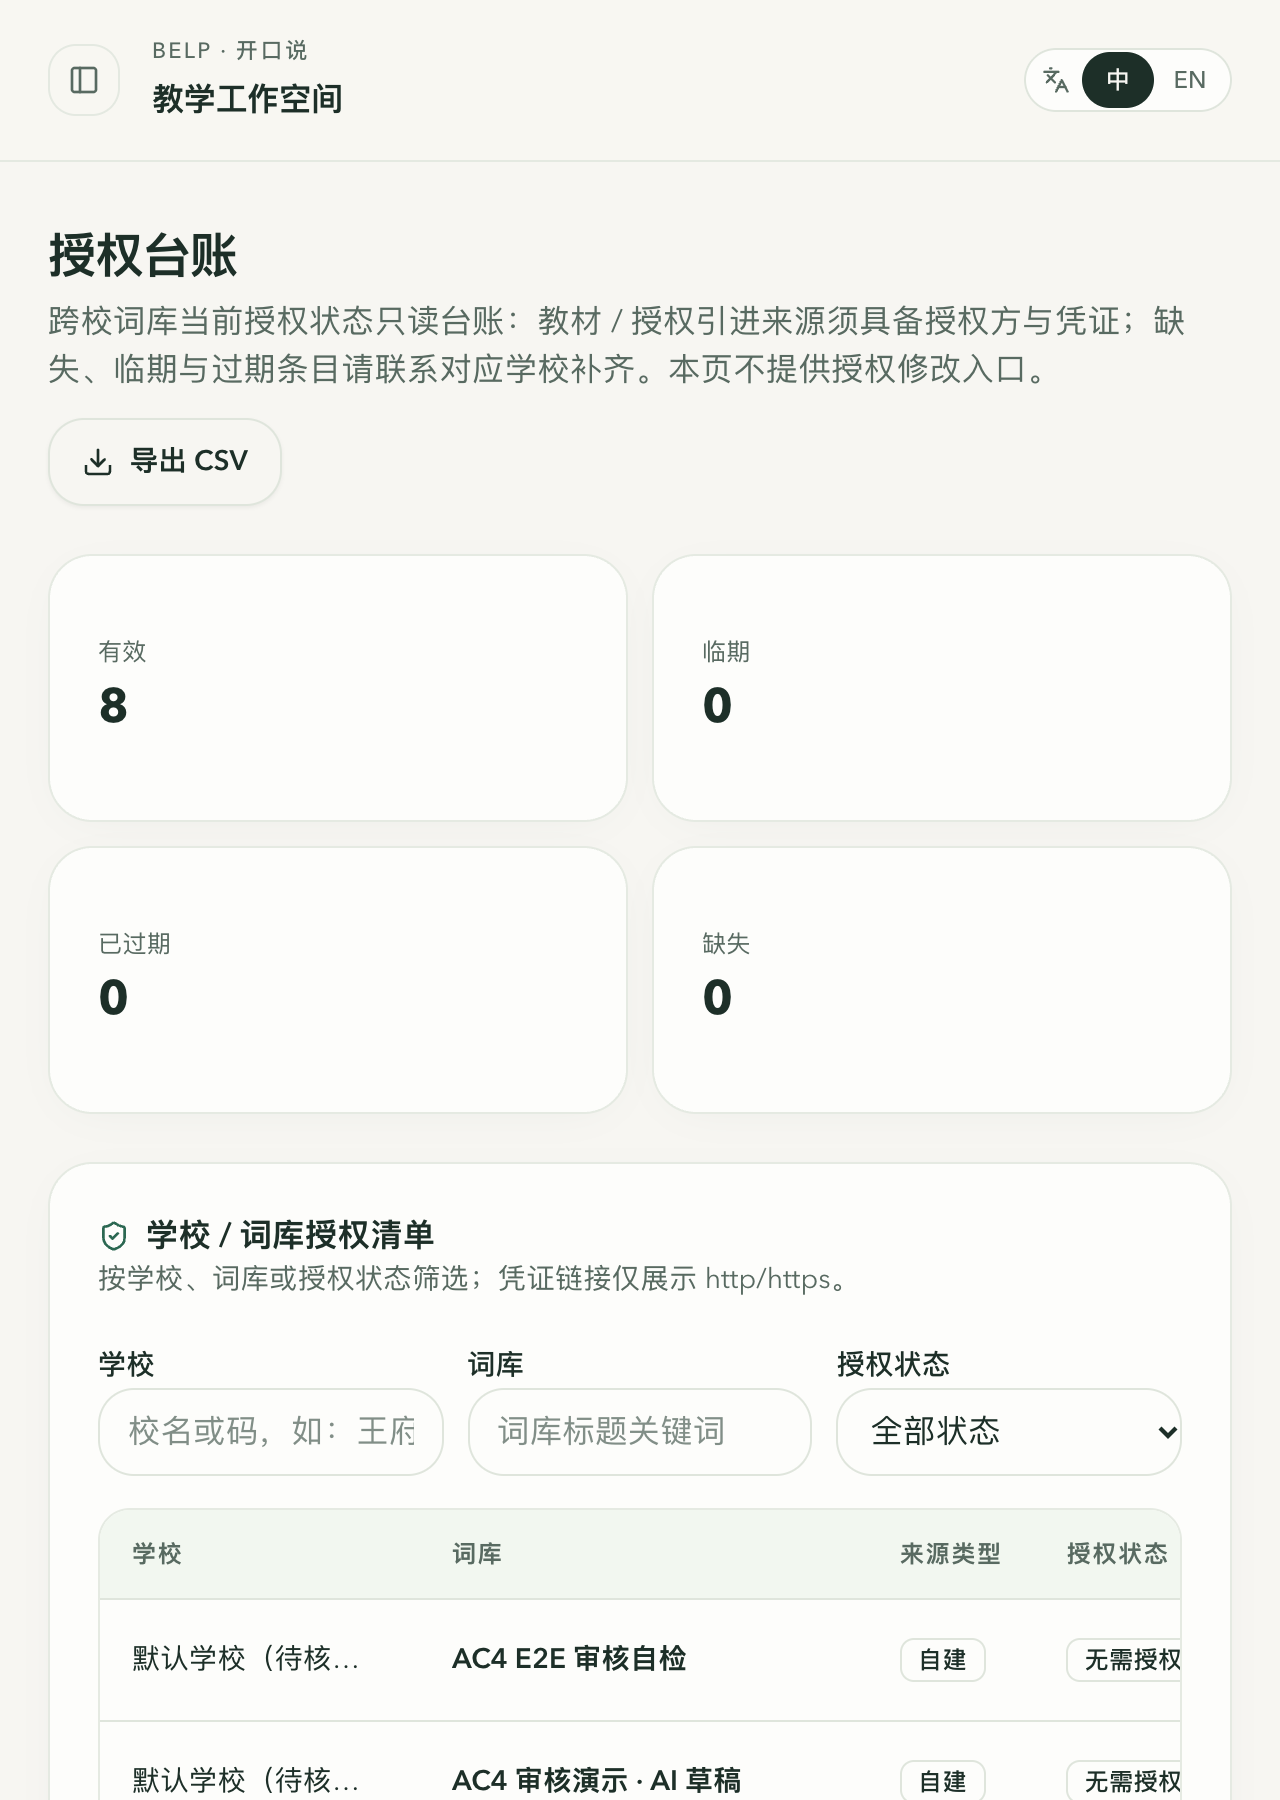 BELP · 开口说
教学工作空间
中
EN
授权台账
跨校词库当前授权状态只读台账：教材 / 授权引进来源须具备授权方与凭证；缺
失、临期与过期条目请联系对应学校补齐。本页不提供授权修改入口。
导出 CSV
有效
8
临期
0
已过期
0
缺失
0
学校 / 词库授权清单
按学校、词库或授权状态筛选；凭证链接仅展示 http/https。
学校
词库
授权状态
校名或码，如：王府
词库标题关键词
全部状态
学校
词库
来源类型
授权状态
默认学校（待核...
AC4 E2E 审核自检
自建
无需授权
默认学校（待核...
AC4 审核演示 · AI 草稿
自建
无需授权